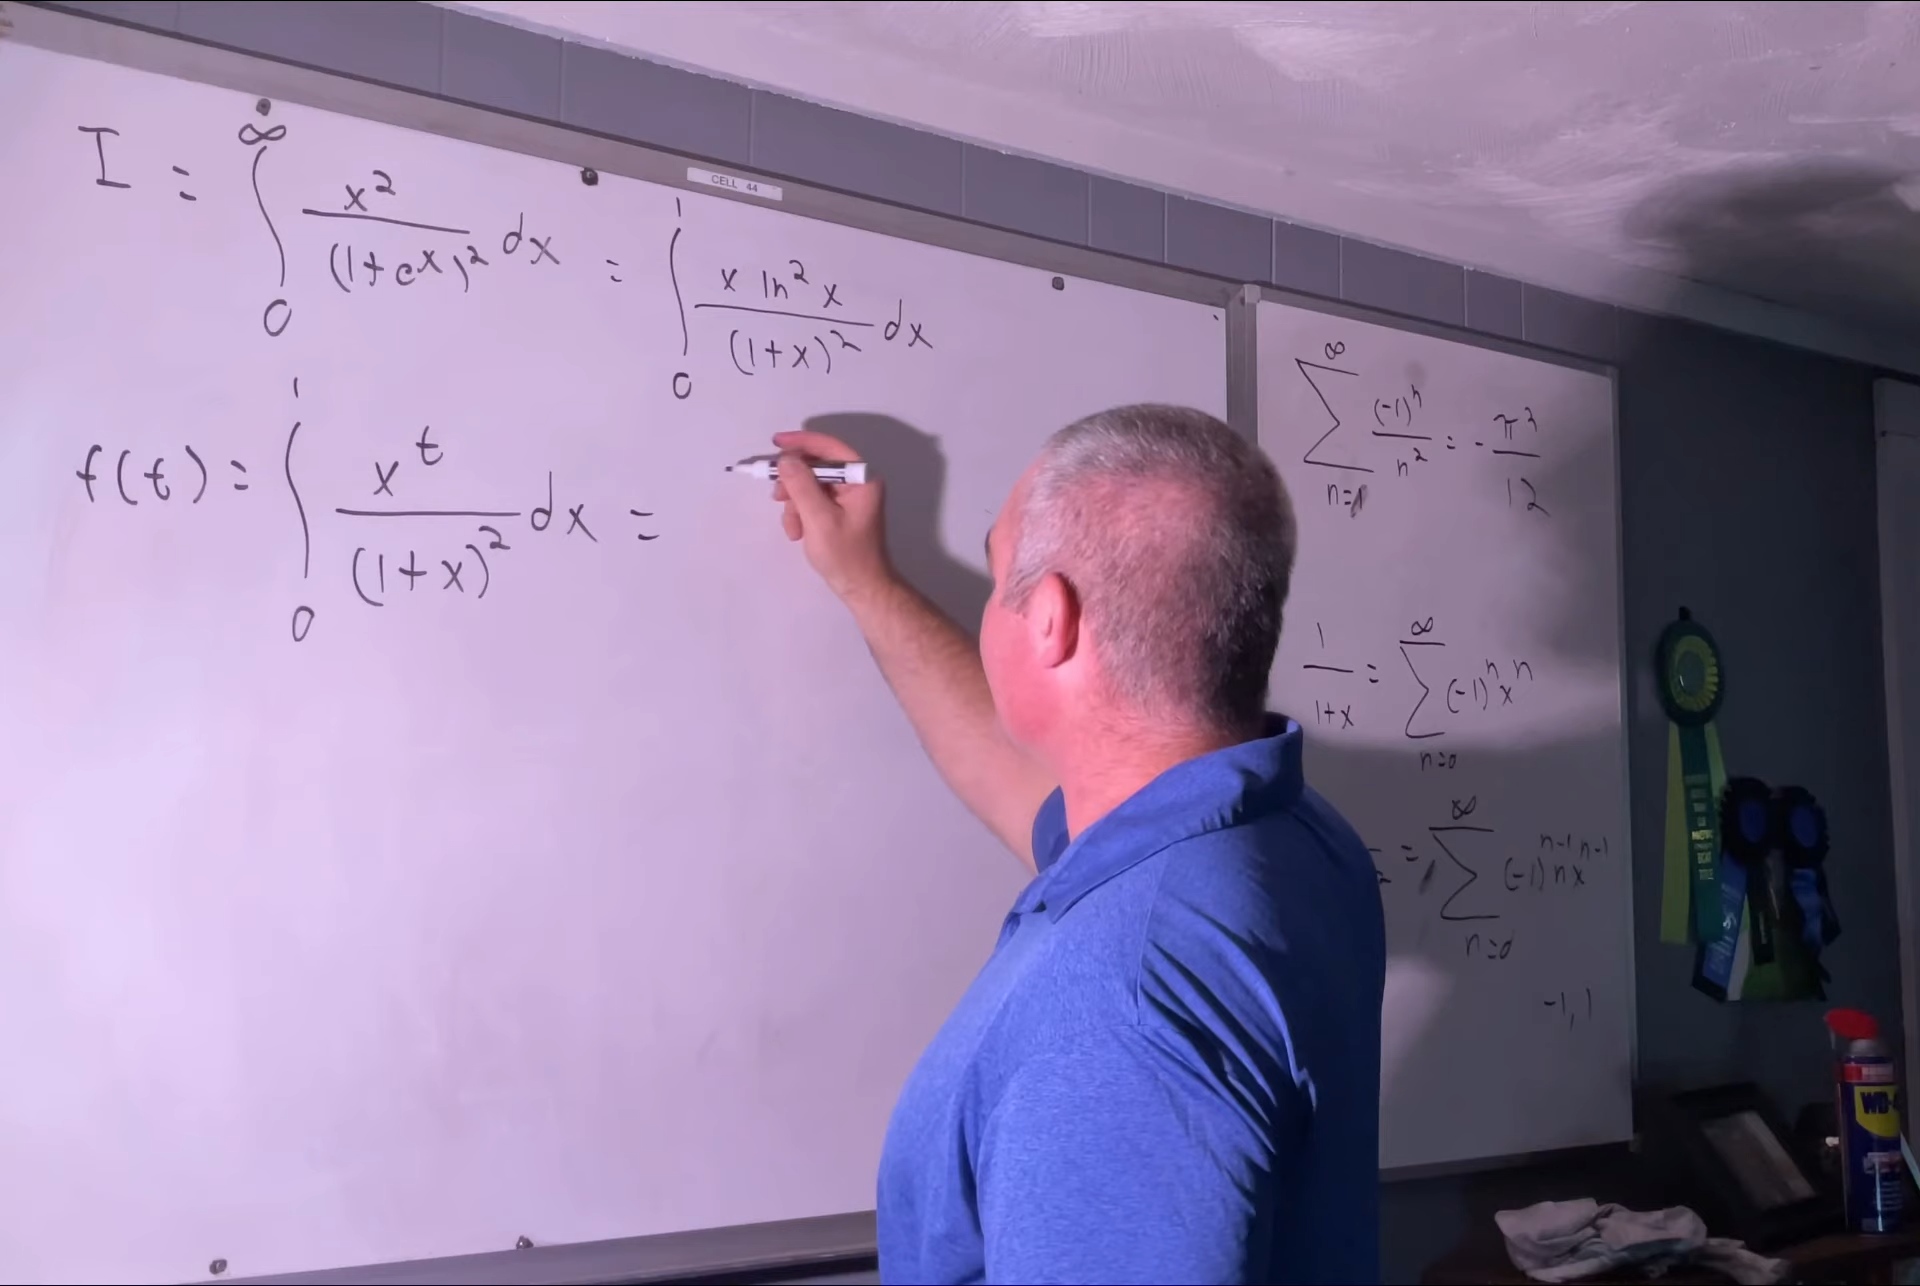 I = ∫₀^∞ x²/(1+eˣ)² dx = ∫₀¹ x ln² x/(1+x)² dx
CELL 44
f(t) = ∫₀¹ xᵗ/(1+x)² dx =
∑_{n=1}^∞ (-1)ⁿ/n² = -π²/12
1/(1+x) = ∑_{n=0}^∞ (-1)ⁿxⁿ
= ∑_{n=0}^∞ (-1)ⁿ⁻¹nxⁿ⁻¹
-1, 1